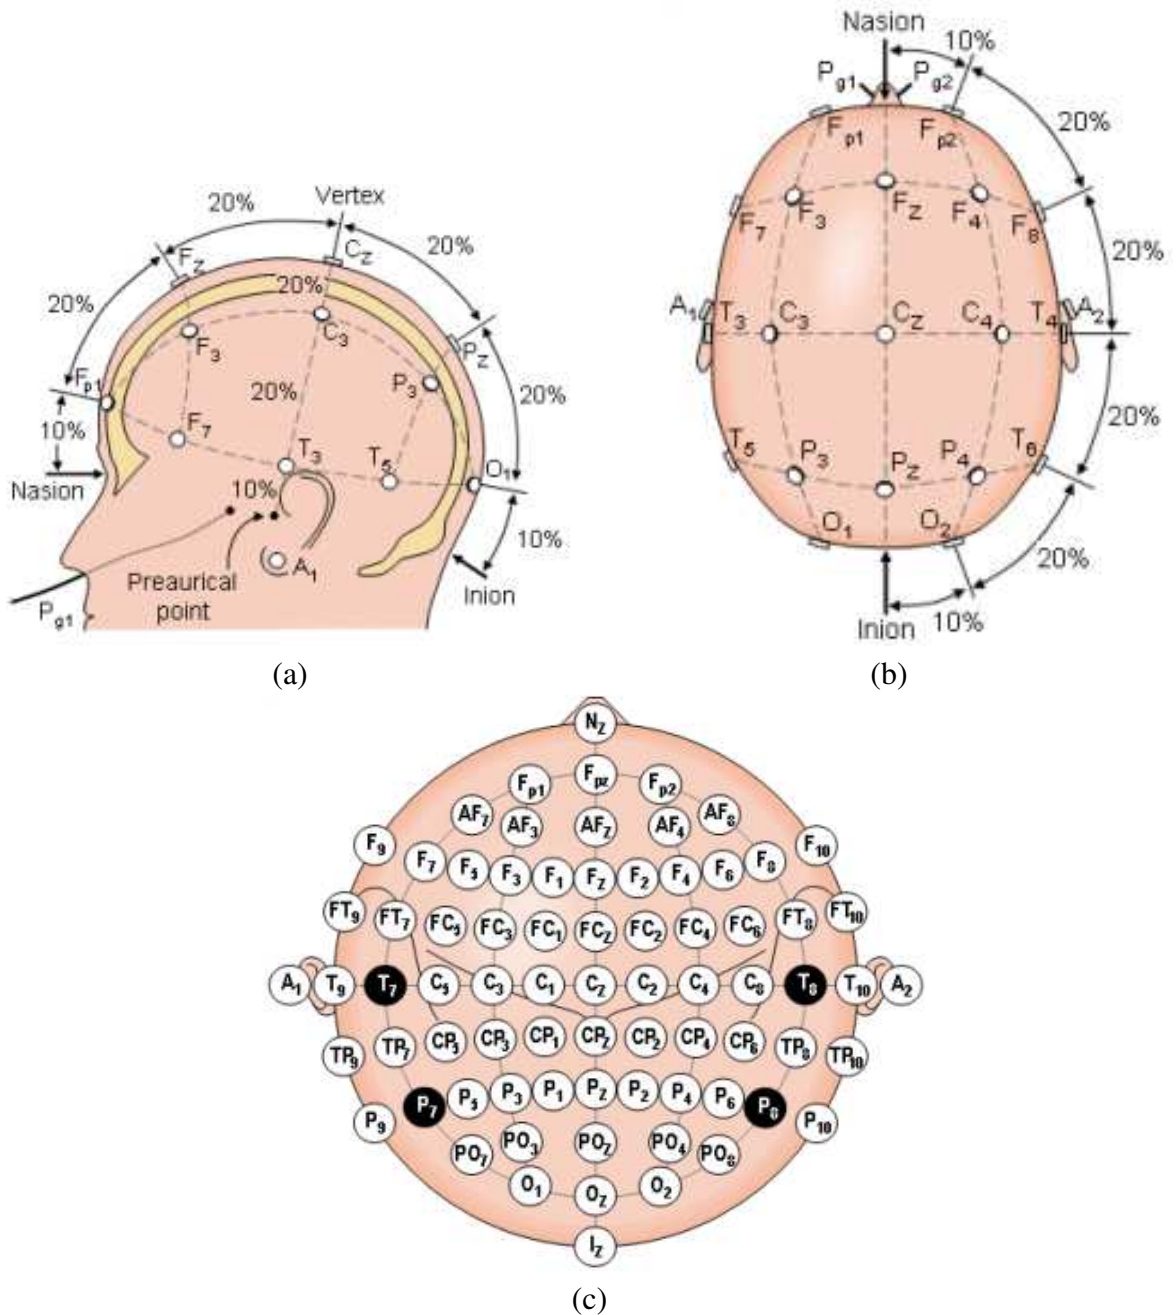 Vertex
20%
20%
Fz
Cz
20%
20%
C3
F3
Pz
20%
Fp1
20%
P3
20%
10%
F7
T3
T5
O1
Nasion
10%
10%
A1
Preaurical
point
Inion
Pg1
(a)
Nasion
10%
Pg1
Pg2
20%
Fp1
Fp2
F7
F3
Fz
F4
F8
20%
A1
T3
C3
Cz
C4
T4
A2
20%
T5
P3
Pz
P4
T6
O1
O2
20%
10%
Inion
(b)
Nz
Fp1 Fpz Fp2
AF7 AF3 AFz AF4 AF8
F9 F7 F5 F3 F1 Fz F2 F4 F6 F8 F10
FT9 FT7 FC5 FC3 FC1 FCz FC2 FC4 FC6 FT8 FT10
A1 T9 T7 C5 C3 C1 Cz C2 C4 C8 T8 T10 A2
TP9 TP7 CP5 CP3 CP1 CPz CP2 CP4 CP6 TP8 TP10
P9 P7 P5 P3 P1 Pz P2 P4 P6 P8 P10
PO7 PO3 POz PO4 PO8
O1 Oz O2
Iz
(c)